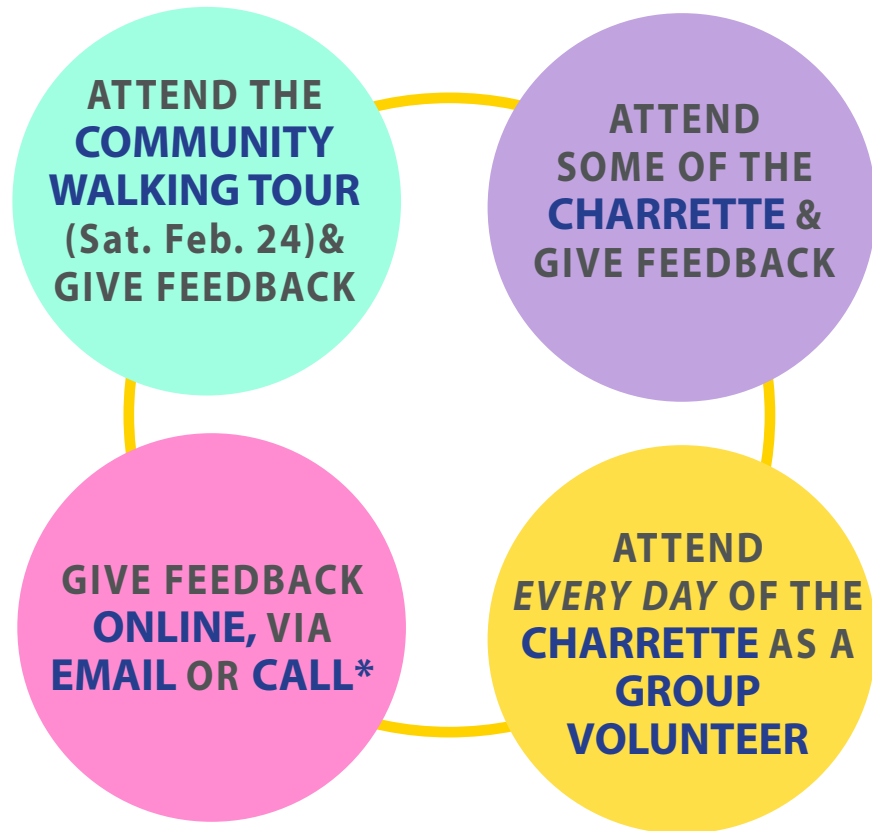 ATTEND THE
COMMUNITY
WALKING TOUR
(Sat. Feb. 24)&
GIVE FEEDBACK
ATTEND
SOME OF THE
CHARRETTE &
GIVE FEEDBACK
GIVE FEEDBACK
ONLINE, VIA
EMAIL OR CALL*
ATTEND
EVERY DAY OF THE
CHARRETTE AS A
GROUP
VOLUNTEER